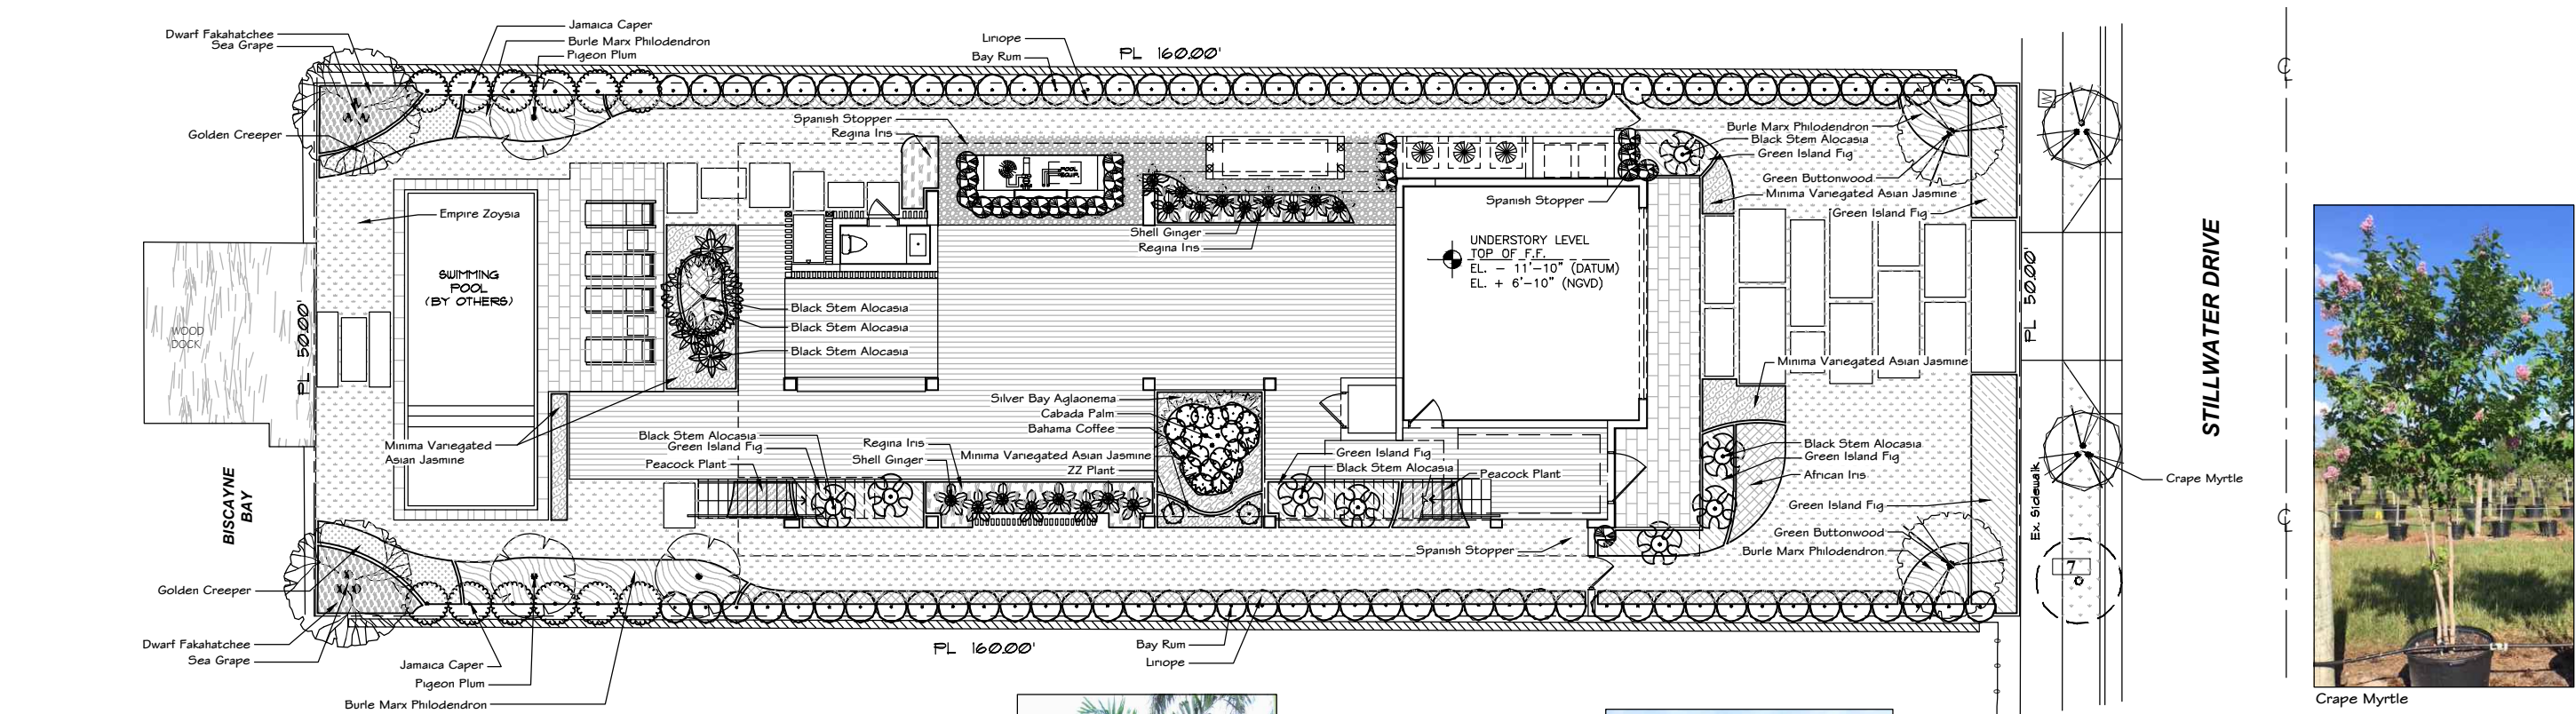 Dwarf Fakahatchee
Sea Grape
Jamaica Caper
Burle Marx Philodendron
Pigeon Plum
Liriope
Bay Rum
PL 160.00'
Golden Creeper
Spanish Stopper
Regina Iris
POOL
EQUIP.
W
Burle Marx Philodendron
Black Stem Alocasia
Green Island Fig
Green Buttonwood
Minima Variegated Asian Jasmine
Spanish Stopper
Green Island Fig
Empire Zoysia
Shell Ginger
Regina Iris
UNDERSTORY LEVEL
TOP OF F.F.
EL. - 11'-10" (DATUM)
EL. + 6'-10" (NGVD)
SWIMMING
POOL
(BY OTHERS)
WOOD
DOCK
PL 50.00'
Black Stem Alocasia
Black Stem Alocasia
Black Stem Alocasia
PL 50.00'
STILLWATER DRIVE
Minima Variegated Asian Jasmine
Silver Bay Aglaonema
Cabada Palm
Bahama Coffee
Minima Variegated Asian Jasmine
ZZ Plant
Minima Variegated
Asian Jasmine
Black Stem Alocasia
Green Island Fig
Peacock Plant
Regina Iris
Shell Ginger
Green Island Fig
Black Stem Alocasia
Peacock Plant
Black Stem Alocasia
Green Island Fig
African Iris
Green Island Fig
Crape Myrtle
BISCAYNE
BAY
Ex. Sidewalk
Green Buttonwood
Burle Marx Philodendron
Spanish Stopper
7
Golden Creeper
Dwarf Fakahatchee
Sea Grape
Jamaica Caper
Pigeon Plum
Burle Marx Philodendron
PL 160.00'
Bay Rum
Liriope
Crape Myrtle